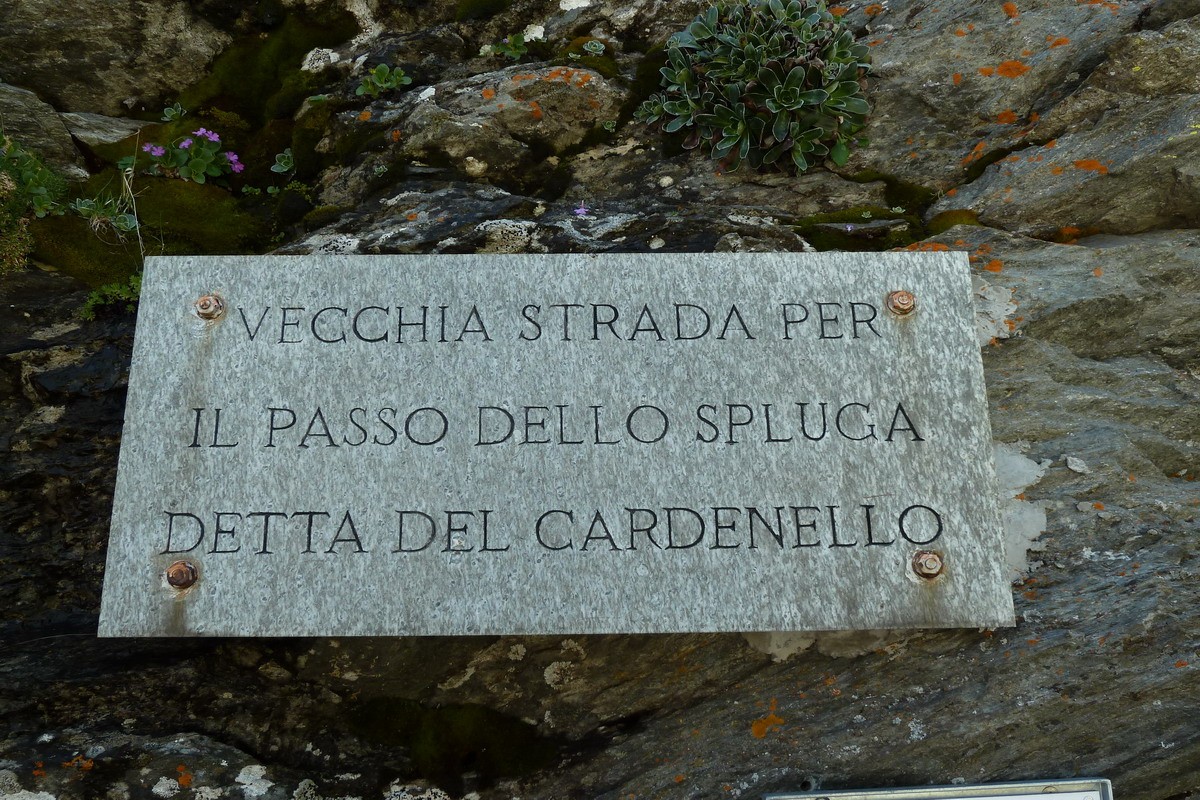 VECCHIA STRADA PER
IL PASSO DELLO SPLUGA
DETTA DEL CARDENELLO